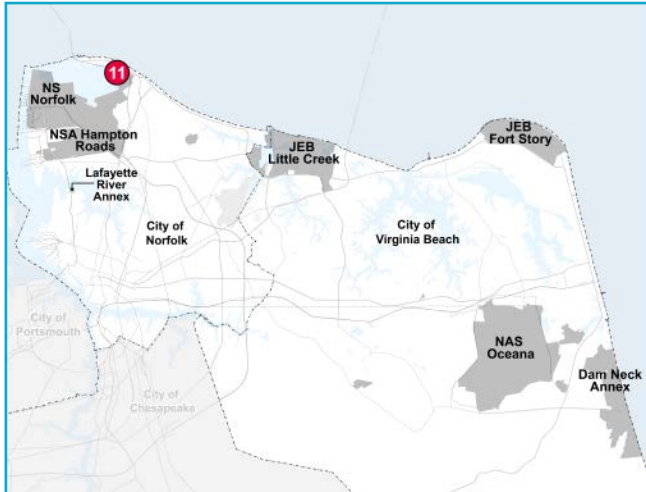 11
NS
Norfolk
NSA Hampton
Roads
JEB
Little Creek
JEB
Fort Story
Lafayette
River
Annex
City of
Norfolk
City of
Virginia Beach
City of
Portsmouth
NAS
Oceana
Dam Neck
Annex
City of
Chesapeake